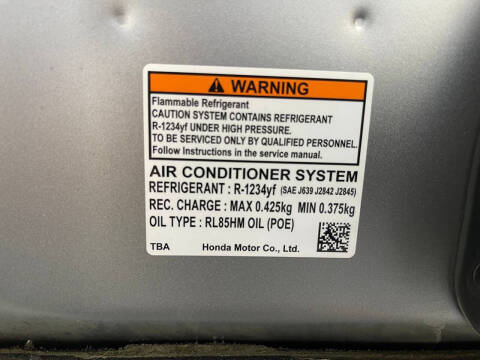 WARNING
Flammable Refrigerant
CAUTION SYSTEM CONTAINS REFRIGERANT
R-1234yf UNDER HIGH PRESSURE.
TO BE SERVICED ONLY BY QUALIFIED PERSONNEL.
Follow Instructions in the service manual.
AIR CONDITIONER SYSTEM
REFRIGERANT : R-1234yf (SAE J639 J2842 J2845)
REC. CHARGE : MAX 0.425kg MIN 0.375kg
OIL TYPE : RL85HM OIL (POE)
TBA Honda Motor Co., Ltd.